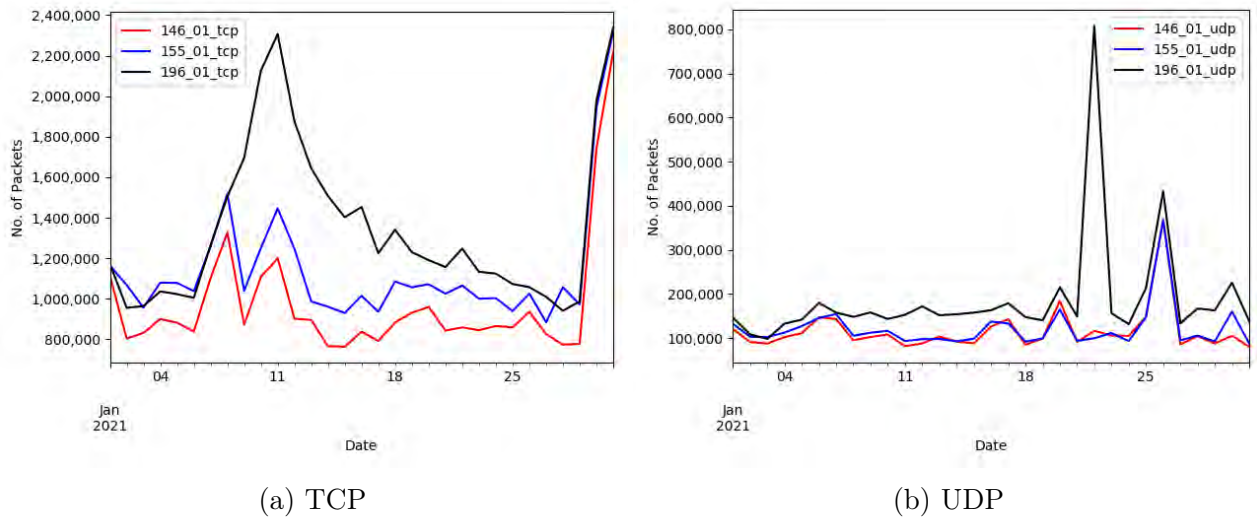 2,400,000
2,200,000
2,000,000
1,800,000
1,600,000
1,400,000
1,200,000
1,000,000
800,000
No. of Packets
146_01_tcp
155_01_tcp
196_01_tcp
04
11
18
25
Jan
2021
Date
(a) TCP
800,000
700,000
600,000
500,000
400,000
300,000
200,000
100,000
No. of Packets
146_01_udp
155_01_udp
196_01_udp
04
11
18
25
Jan
2021
Date
(b) UDP